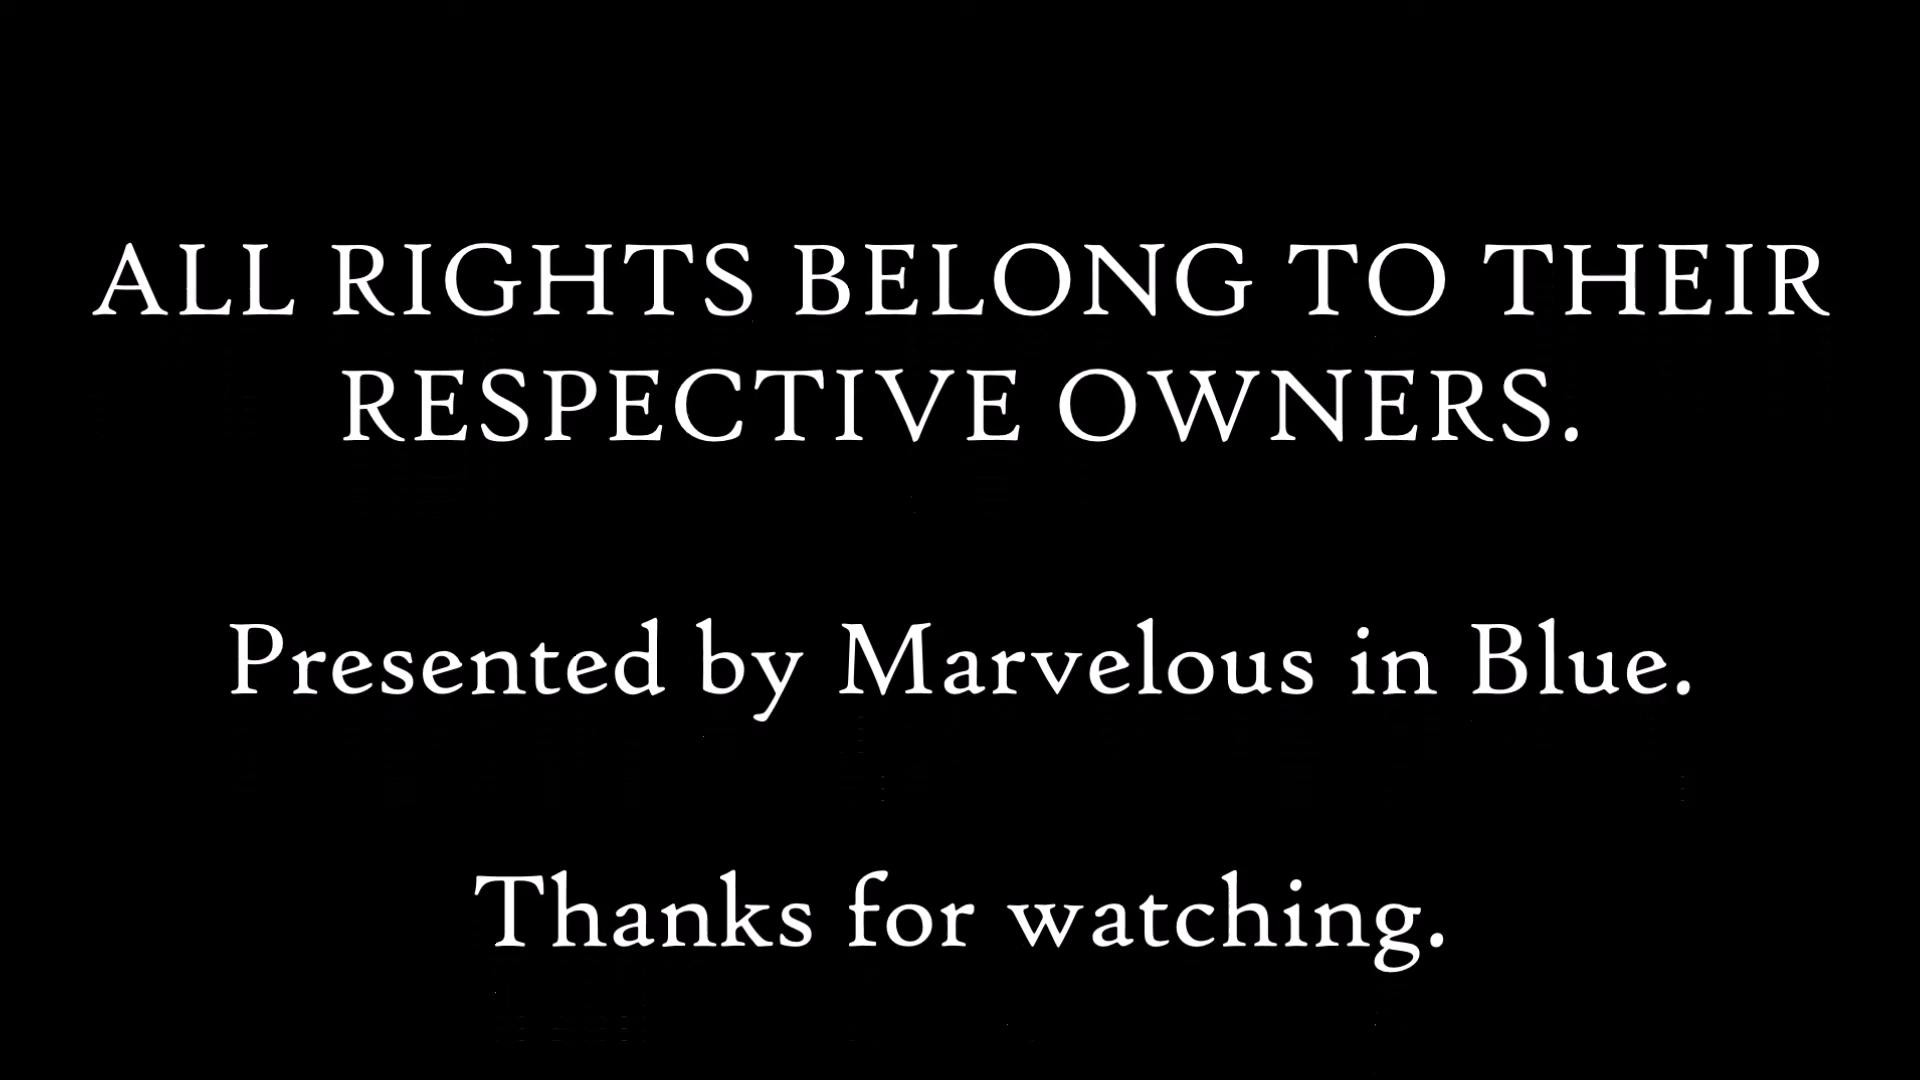 ALL RIGHTS BELONG TO THEIR
RESPECTIVE OWNERS.
Presented by Marvelous in Blue.
Thanks for watching.